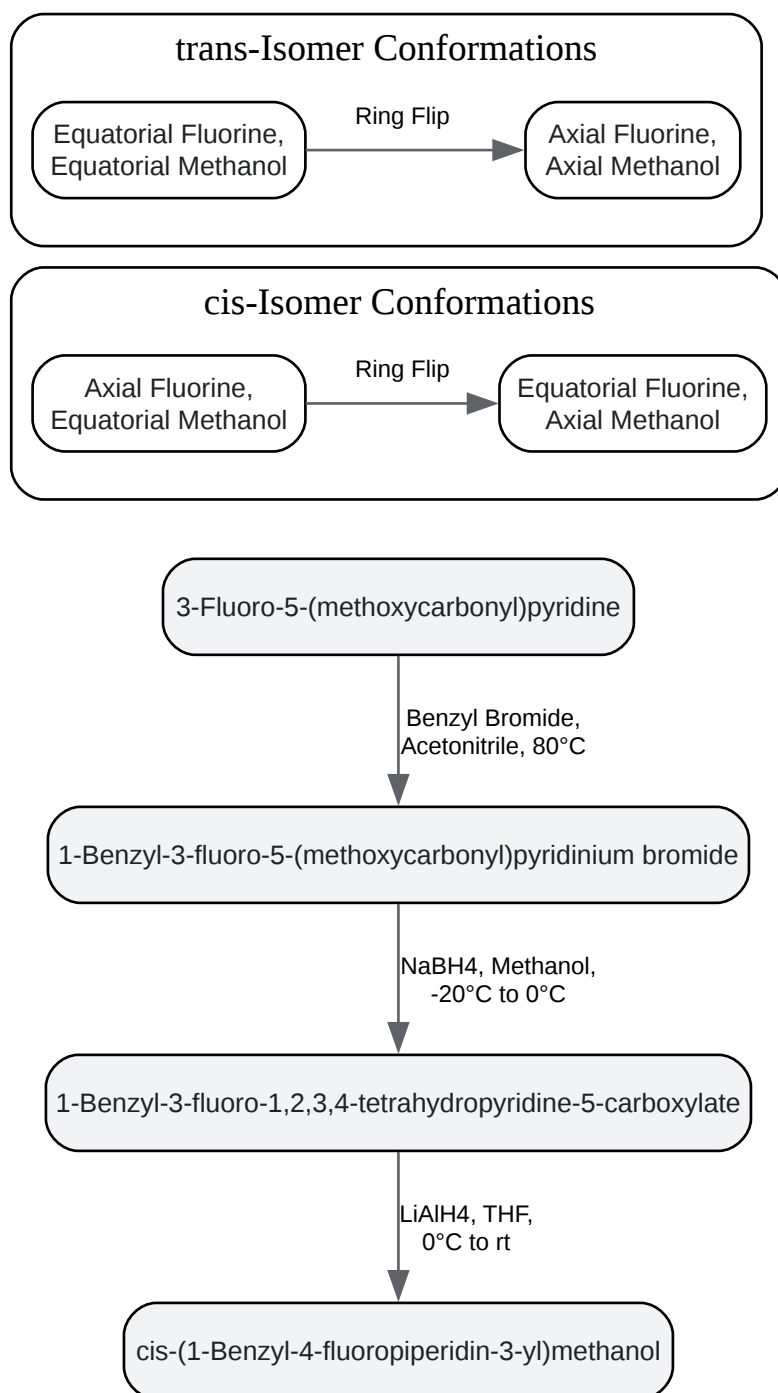 trans-Isomer Conformations
Equatorial Fluorine,
Equatorial Methanol
Ring Flip
Axial Fluorine,
Axial Methanol
cis-Isomer Conformations
Axial Fluorine,
Equatorial Methanol
Ring Flip
Equatorial Fluorine,
Axial Methanol
3-Fluoro-5-(methoxycarbonyl)pyridine
Benzyl Bromide,
Acetonitrile, 80°C
1-Benzyl-3-fluoro-5-(methoxycarbonyl)pyridinium bromide
NaBH4, Methanol,
-20°C to 0°C
1-Benzyl-3-fluoro-1,2,3,4-tetrahydropyridine-5-carboxylate
LiAlH4, THF,
0°C to rt
cis-(1-Benzyl-4-fluoropiperidin-3-yl)methanol